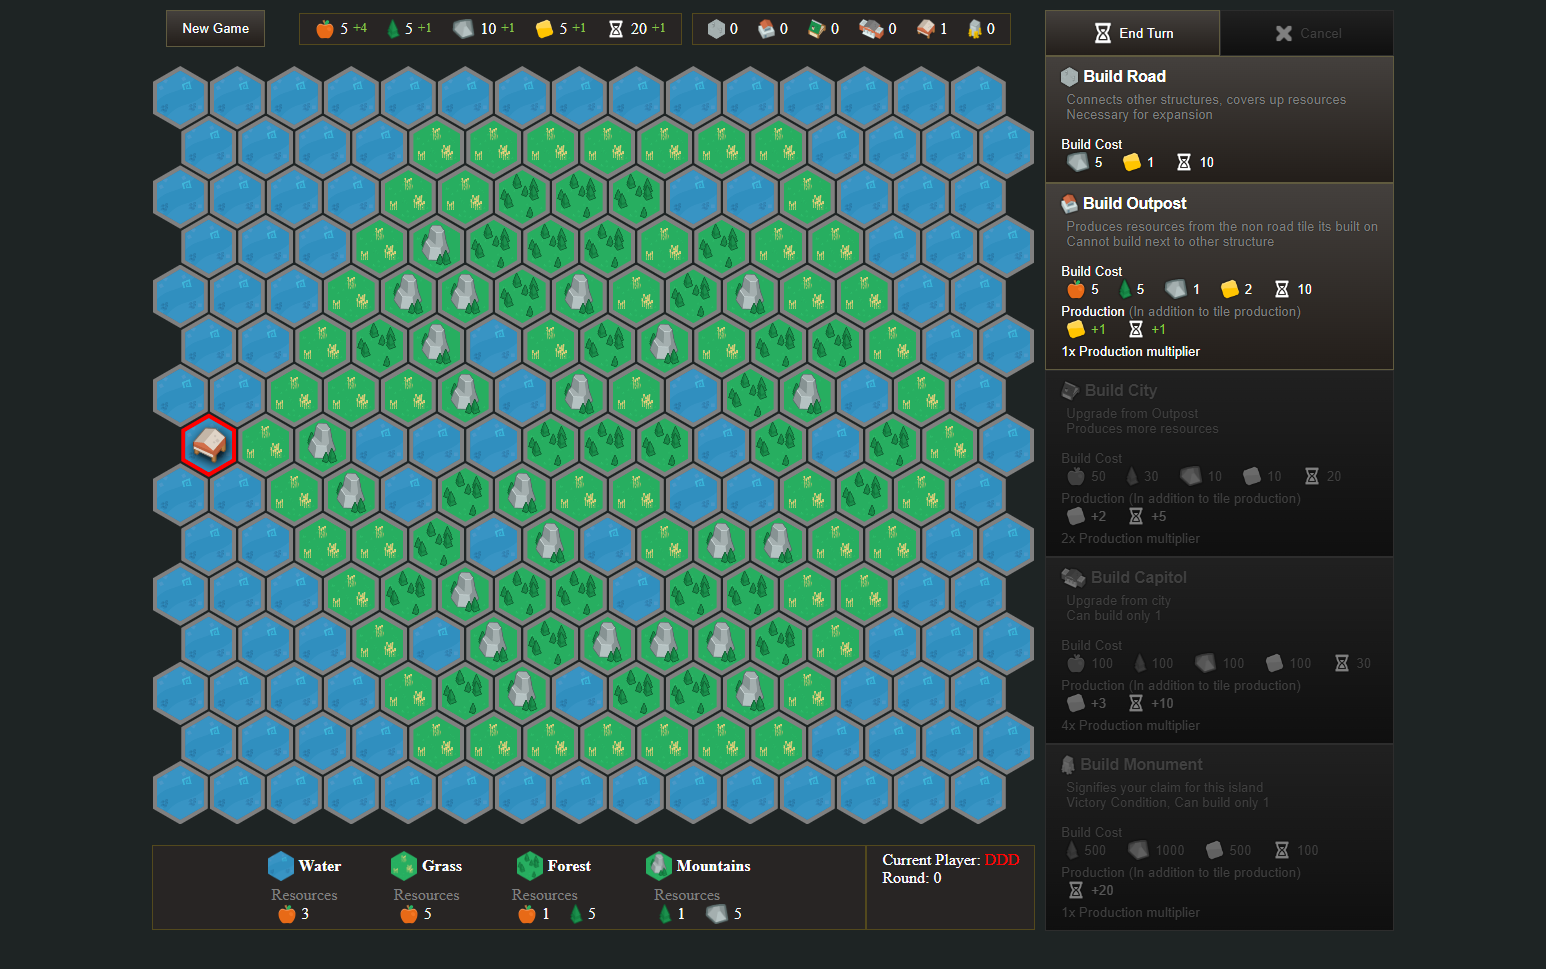 New Game
5 +4 5 +1 10 +1 5 +1 20 +1
0 0 0 0 1 0
End Turn
Cancel
Build Road
Connects other structures, covers up resources
Necessary for expansion
Build Cost
5 1 10
Build Outpost
Produces resources from the non road tile its built on
Cannot build next to other structure
Build Cost
5 5 1 2 10
Production (In addition to tile production)
+1 +1
1x Production multiplier
Build City
Upgrade from Outpost
Produces more resources
Build Cost
50 30 10 10 20
Production (In addition to tile production)
+2 +5
2x Production multiplier
Build Capitol
Upgrade from city
Can build only 1
Build Cost
100 100 100 100 30
Production (In addition to tile production)
+3 +10
4x Production multiplier
Build Monument
Signifies your claim for this island
Victory Condition, Can build only 1
Build Cost
500 1000 500 100
Production (In addition to tile production)
+20
1x Production multiplier
Water
Resources
3
Grass
Resources
5
Forest
Resources
1 5
Mountains
Resources
1 5
Current Player: DDD
Round: 0